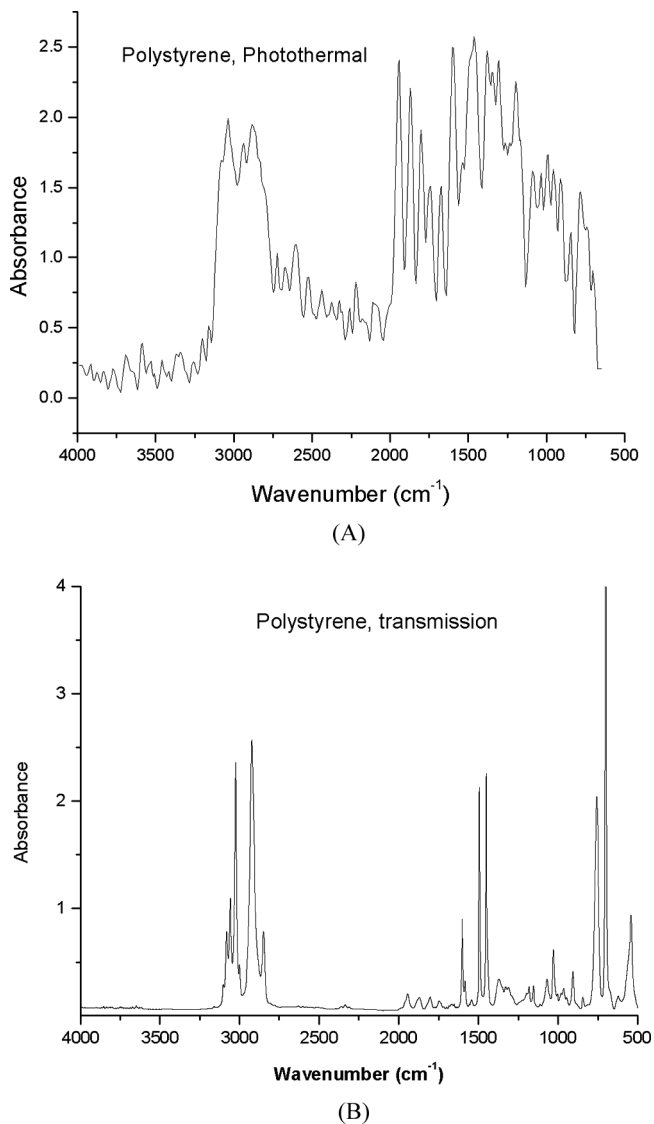 Polystyrene, Photothermal
2.5
2.0
1.5
1.0
0.5
0.0
Absorbance
4000 3500 3000 2500 2000 1500 1000 500
Wavenumber (cm⁻¹)
(A)
Polystyrene, transmission
4
3
2
1
Absorbance
4000 3500 3000 2500 2000 1500 1000 500
Wavenumber (cm⁻¹)
(B)